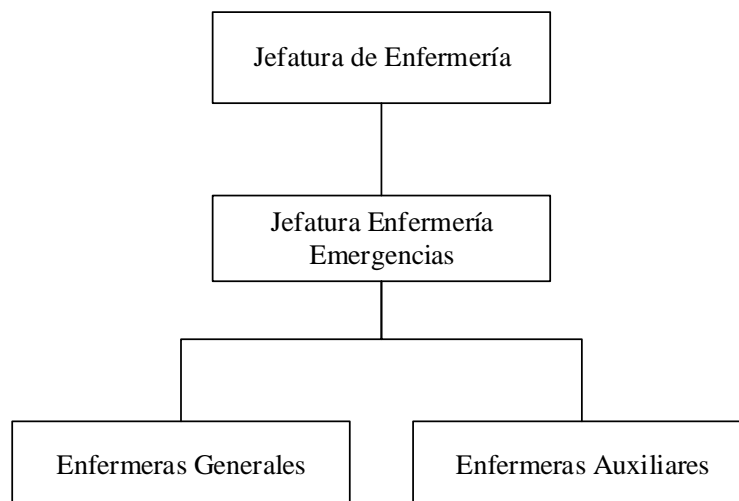 Jefatura de Enfermería
Jefatura Enfermería
Emergencias
Enfermeras Generales
Enfermeras Auxiliares